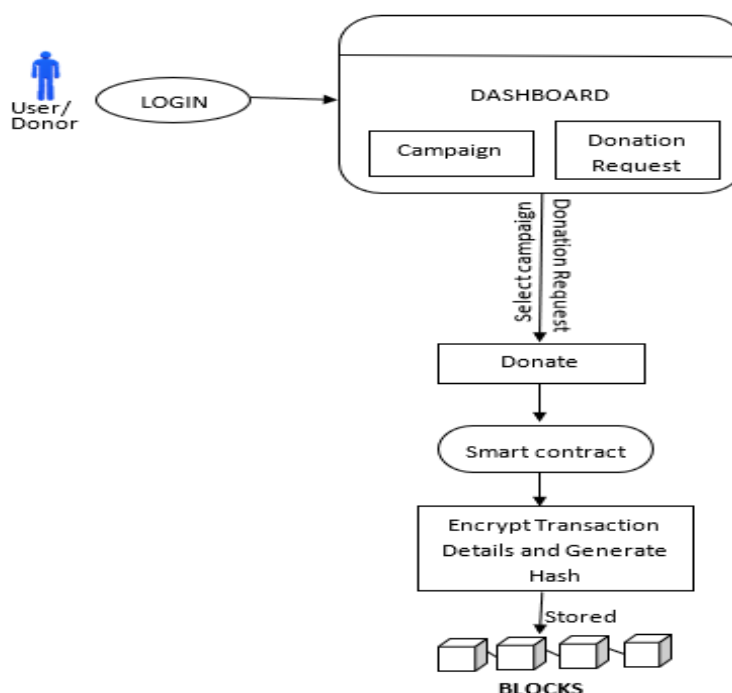 User/
Donor
LOGIN
DASHBOARD
Campaign
Donation
Request
Select campaign
Donation Request
Donate
Smart contract
Encrypt Transaction
Details and Generate
Hash
Stored
BLOCKS